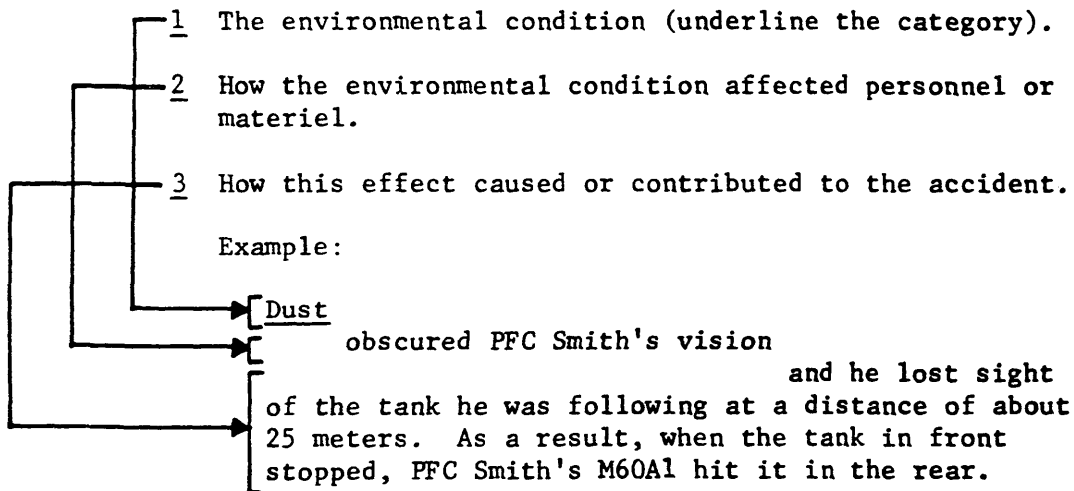 1 The environmental condition (underline the category).
2 How the environmental condition affected personnel or
materiel.
3 How this effect caused or contributed to the accident.
Example:
Dust
obscured PFC Smith's vision
and he lost sight
of the tank he was following at a distance of about
25 meters. As a result, when the tank in front
stopped, PFC Smith's M60A1 hit it in the rear.